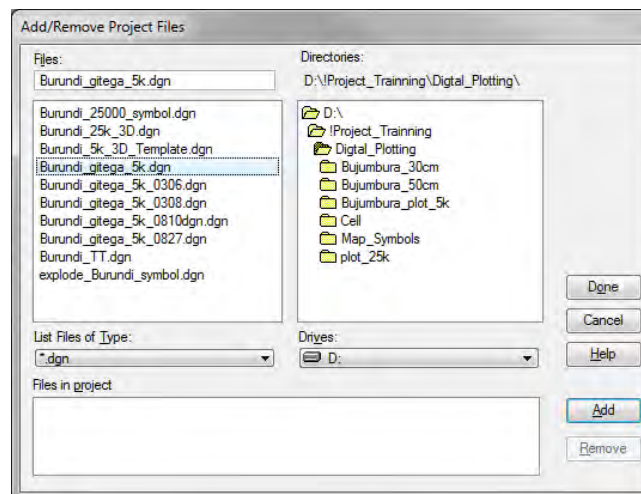 Add/Remove Project Files
Files:
Burundi_gitega_5k.dgn
Burundi_25000_symbol.dgn
Burundi_25k_3D.dgn
Burundi_5k_3D_Template.dgn
Burundi_gitega_5k.dgn
Burundi_gitega_5k_0306.dgn
Burundi_gitega_5k_0308.dgn
Burundi_gitega_5k_0810dgn.dgn
Burundi_gitega_5k_0827.dgn
Burundi_TT.dgn
explode_Burundi_symbol.dgn
Directories:
D:\!Project_Trainning\Digtal_Plotting\
D:\
!Project_Trainning
Digtal_Plotting
Bujumbura_30cm
Bujumbura_50cm
Bujumbura_plot_5k
Cell
Map_Symbols
plot_25k
List Files of Type:
*.dgn
Drives:
D:
Files in project
Done
Cancel
Help
Add
Remove